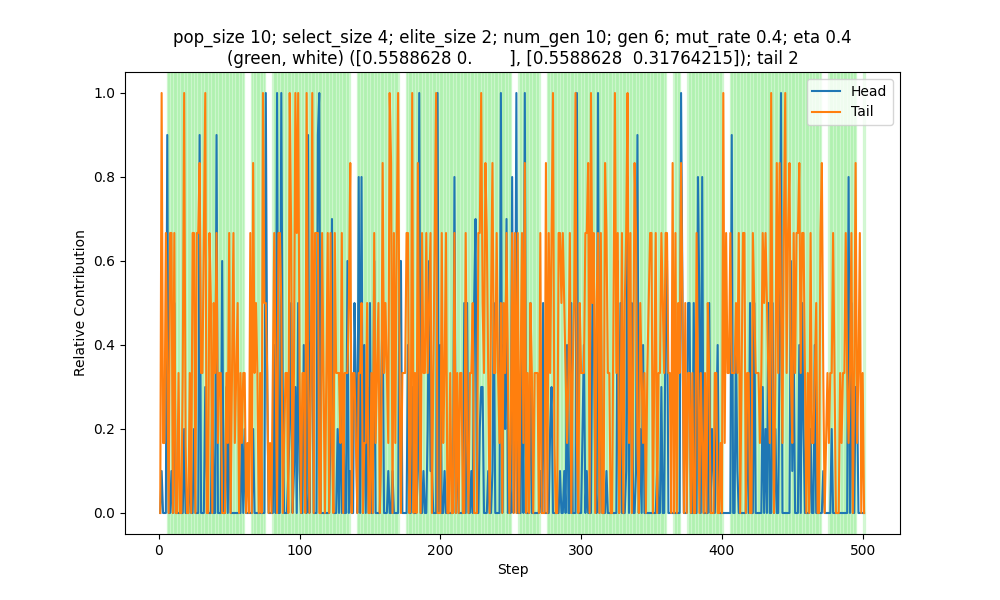 pop_size 10; select_size 4; elite_size 2; num_gen 10; gen 6; mut_rate 0.4; eta 0.4
(green, white) ([0.5588628 0.       ], [0.5588628  0.31764215]); tail 2
Head
Tail
1.0
0.8
0.6
0.4
0.2
0.0
Relative Contribution
0
100
200
300
400
500
Step